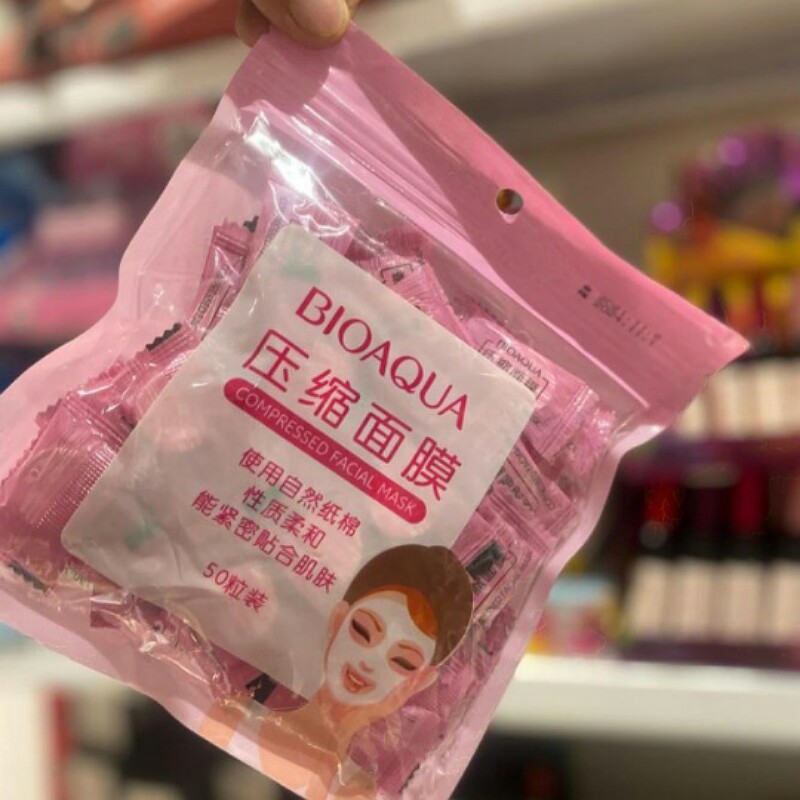 BIOAQUA
压缩面膜
COMPRESSED FACIAL MASK
使用自然纸棉
性质柔和
能紧密贴合肌肤
50粒装
BIOAQUA